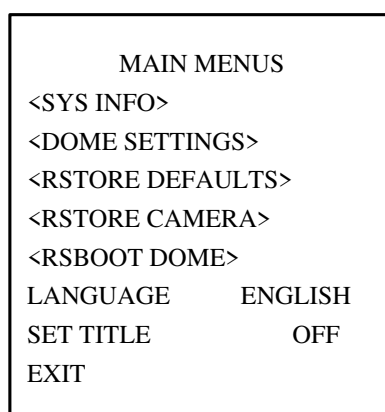 MAIN MENUS
<SYS INFO>
<DOME SETTINGS>
<RSTORE DEFAULTS>
<RSTORE CAMERA>
<RSBOOT DOME>
LANGUAGE ENGLISH
SET TITLE OFF
EXIT